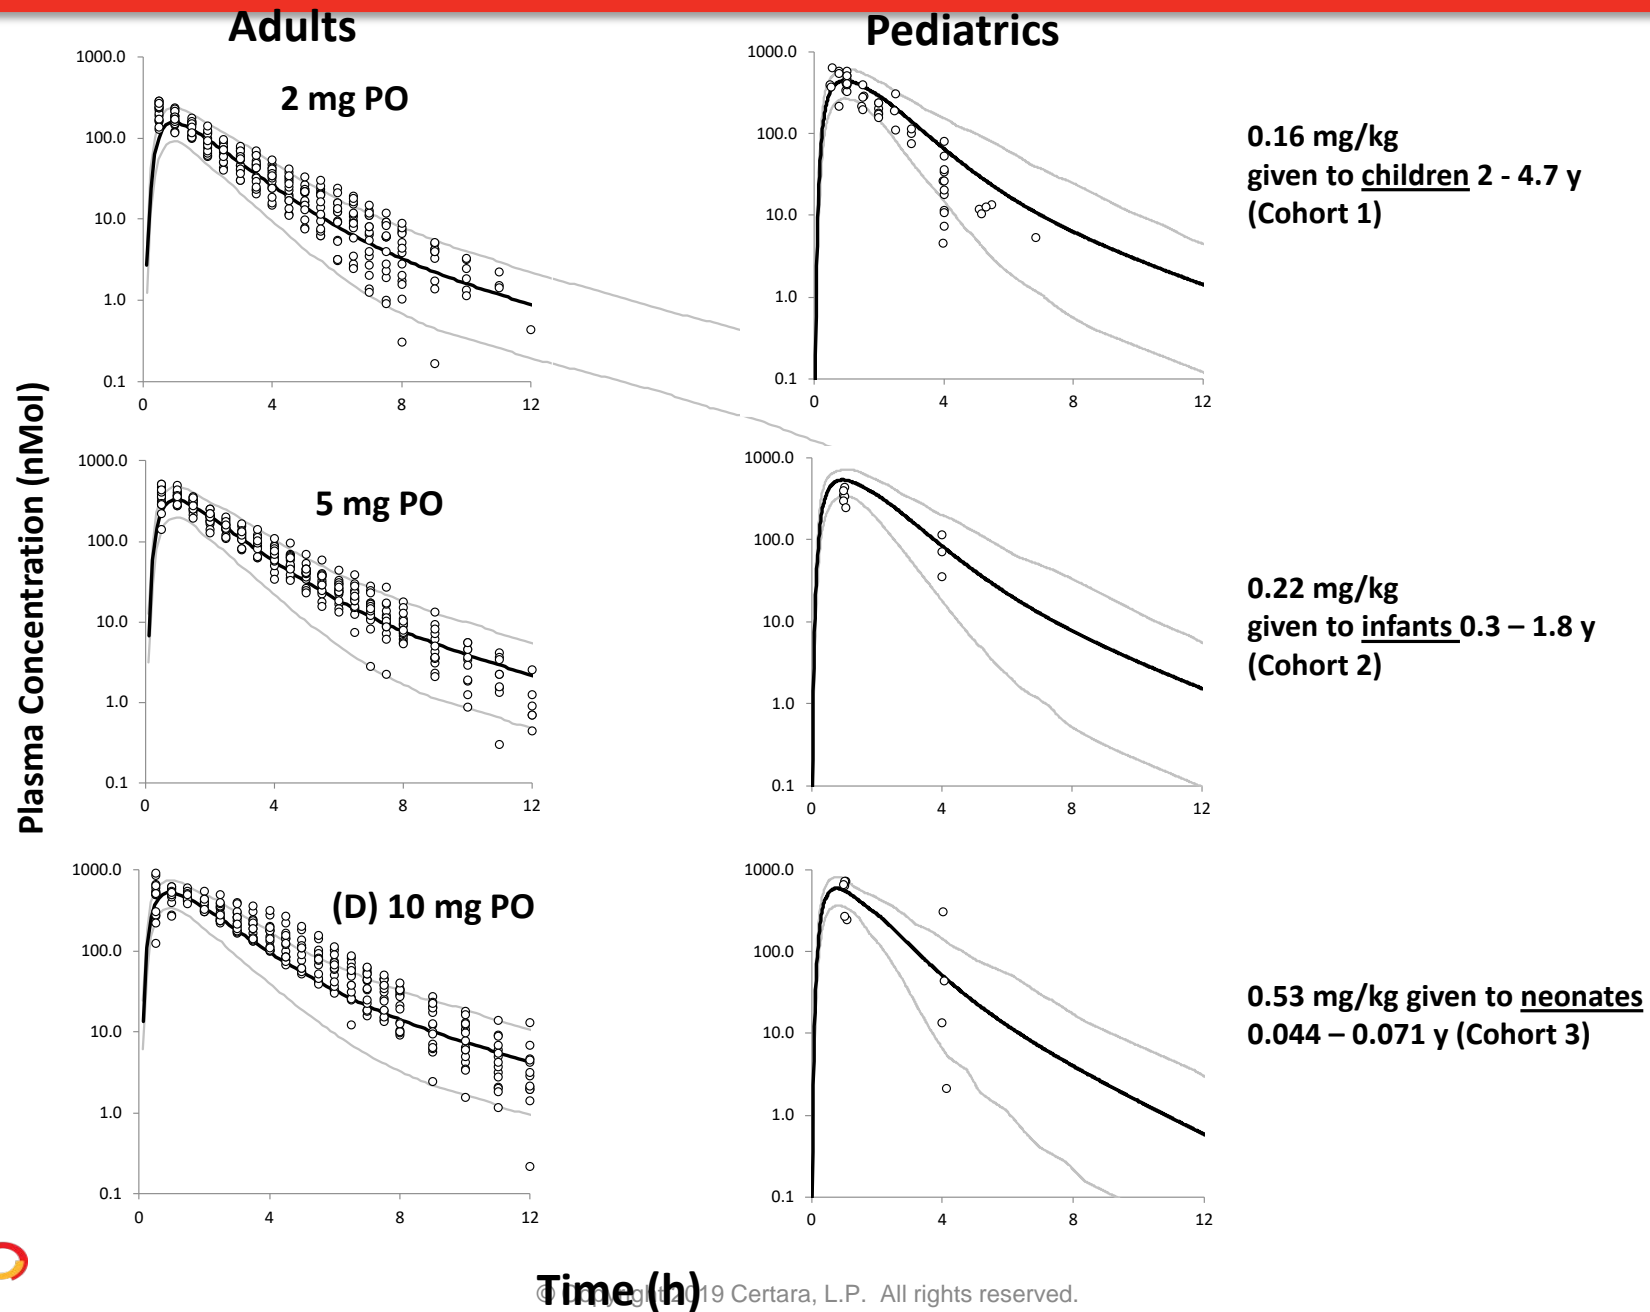 Adults
Pediatrics
Plasma Concentration (nMol)
2 mg PO
1000.0
100.0
10.0
1.0
0.1
0 4 8 12
1000.0
100.0
10.0
1.0
0.1
0 4 8 12
0.16 mg/kg
given to children 2 - 4.7 y
(Cohort 1)
5 mg PO
1000.0
100.0
10.0
1.0
0.1
0 4 8 12
1000.0
100.0
10.0
1.0
0.1
0 4 8 12
0.22 mg/kg
given to infants 0.3 – 1.8 y
(Cohort 2)
(D) 10 mg PO
1000.0
100.0
10.0
1.0
0.1
0 4 8 12
1000.0
100.0
10.0
1.0
0.1
0 4 8 12
0.53 mg/kg given to neonates
0.044 – 0.071 y (Cohort 3)
Time (h)
© Copyright 2019 Certara, L.P. All rights reserved.